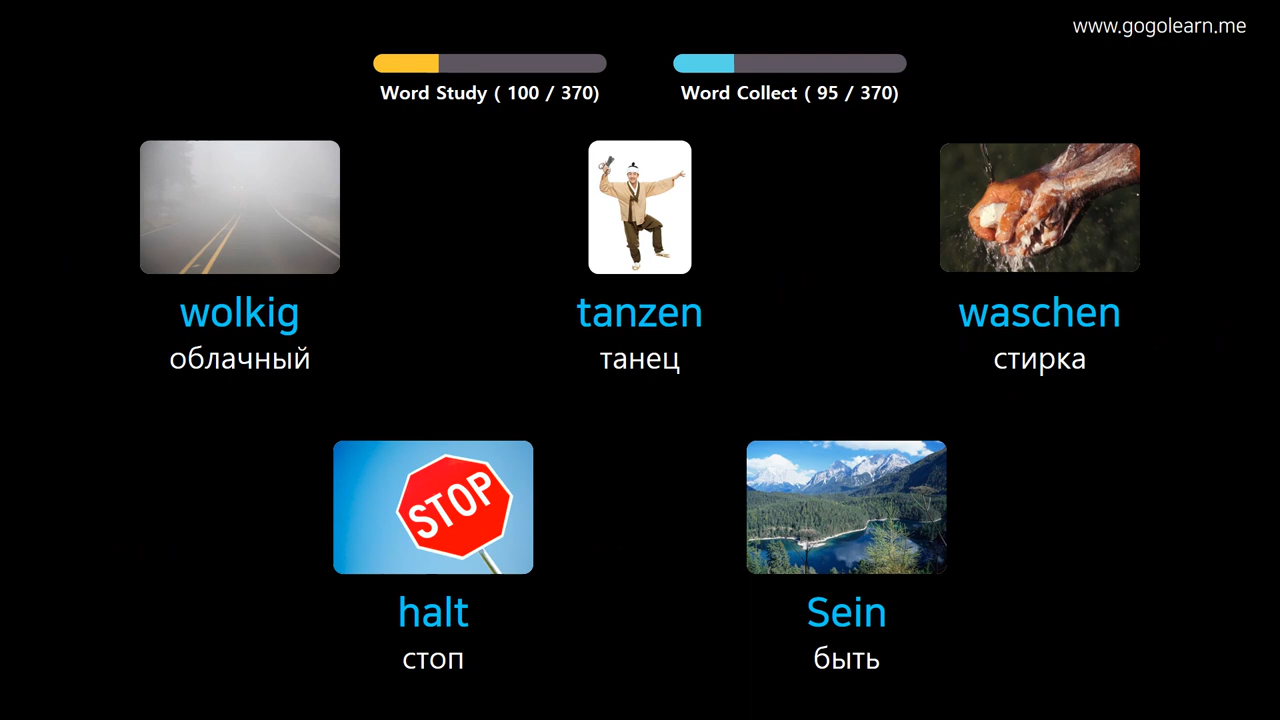 www.gogolearn.me
Word Study ( 100 / 370)
Word Collect ( 95 / 370)
wolkig
облачный
tanzen
танец
waschen
стирка
STOP
halt
стоп
Sein
быть